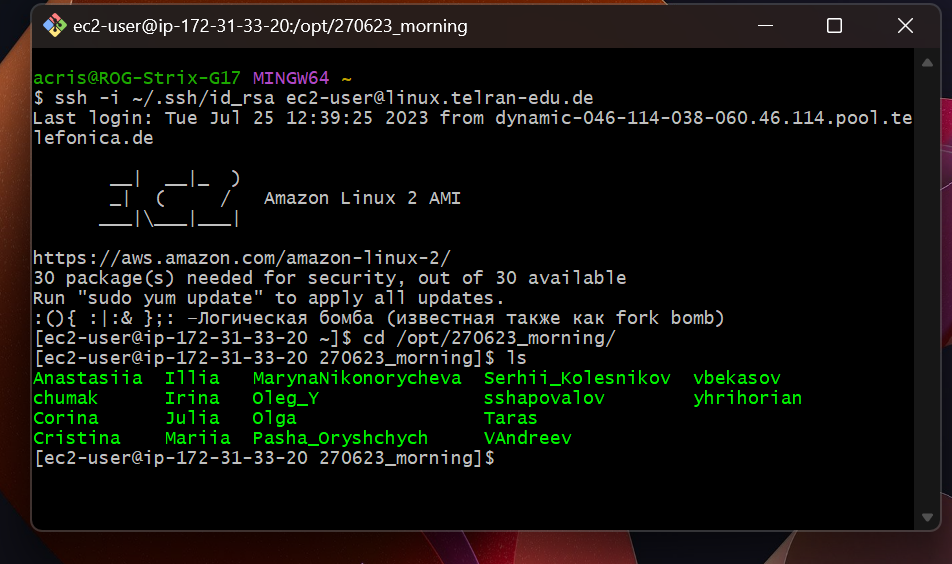 ec2-user@ip-172-31-33-20:/opt/270623_morning
acris@ROG-Strix-G17 MINGW64 ~
$ ssh -i ~/.ssh/id_rsa ec2-user@linux.telran-edu.de
Last login: Tue Jul 25 12:39:25 2023 from dynamic-046-114-038-060.46.114.pool.te
lefonica.de
       __|  __|_  )
       _|  (     /   Amazon Linux 2 AMI
      ___|\___|___|
https://aws.amazon.com/amazon-linux-2/
30 package(s) needed for security, out of 30 available
Run "sudo yum update" to apply all updates.
:(){ :|:& };: –Логическая бомба (известная также как fork bomb)
[ec2-user@ip-172-31-33-20 ~]$ cd /opt/270623_morning/
[ec2-user@ip-172-31-33-20 270623_morning]$ ls
Anastasiia  Illia   MarynaNikonorycheva  Serhii_Kolesnikov  vbekasov
chumak      Irina   Oleg_Y               sshapovalov        yhrihorian
Corina      Julia   Olga                 Taras
Cristina    Mariia  Pasha_Oryshchych     VAndreev
[ec2-user@ip-172-31-33-20 270623_morning]$